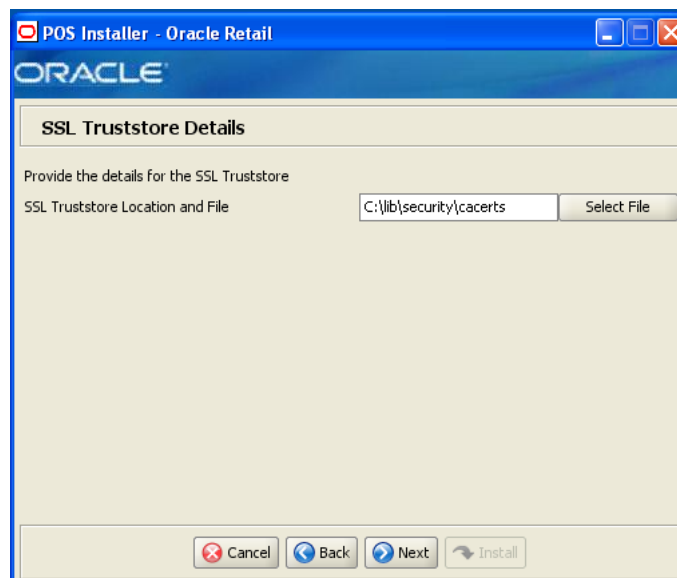 POS Installer - Oracle Retail
ORACLE
SSL Truststore Details
Provide the details for the SSL Truststore
SSL Truststore Location and File C:\lib\security\cacerts Select File
Cancel Back Next Install